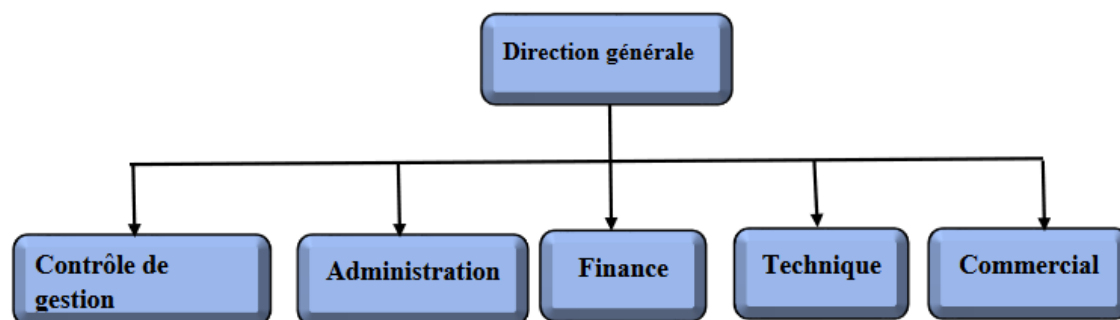 Direction générale
Contrôle de
gestion
Administration
Finance
Technique
Commercial